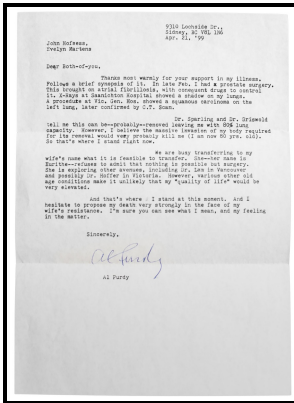 9310 Lochside Dr.,
Sidney, BC V8L 1N6
Apr. 21, '99
John Hofsess,
Evelyn Martens
Dear Both-of-you,
Thanks most warmly for your support in my illness.
Follows a brief synopsis of it. In late Feb. I had a prostate surgery.
This brought on atrial fibrillosis, with consequent drugs to control
it. X-Rays at Saanichton Hospital showed a shadow on my lungs.
A procedure at Vic. Gen. Hos. showed a squamous carcinoma on the
left lung, later confirmed by C.T. Scan.
Dr. Sparling and Dr. Griswold
tell me this can be--probably--removed leaving me with 80% lung
capacity. However, I believe the massive invasion of my body required
for its removal would very probably kill me (I am now 80 yrs. old).
So that's where I stand right now.
We are busy transferring to my
wife's name what it is feasible to transfer. She--her name is
Eurithe--refuses to admit that nothing is possible but surgery.
She is exploring other avenues, including Dr. Law in Vancouver
and possibly Dr. Hoffer in Victoria. However, various other old
age conditions make it unlikely that my "quality of life" would be
very elevated.
And that's where I stand at this moment. And I
hesitate to propose my death very strongly in the face of my
wife's resistance. I'm sure you can see what I mean, and my feeling
in the matter.
Sincerely,
Al Purdy
Al Purdy